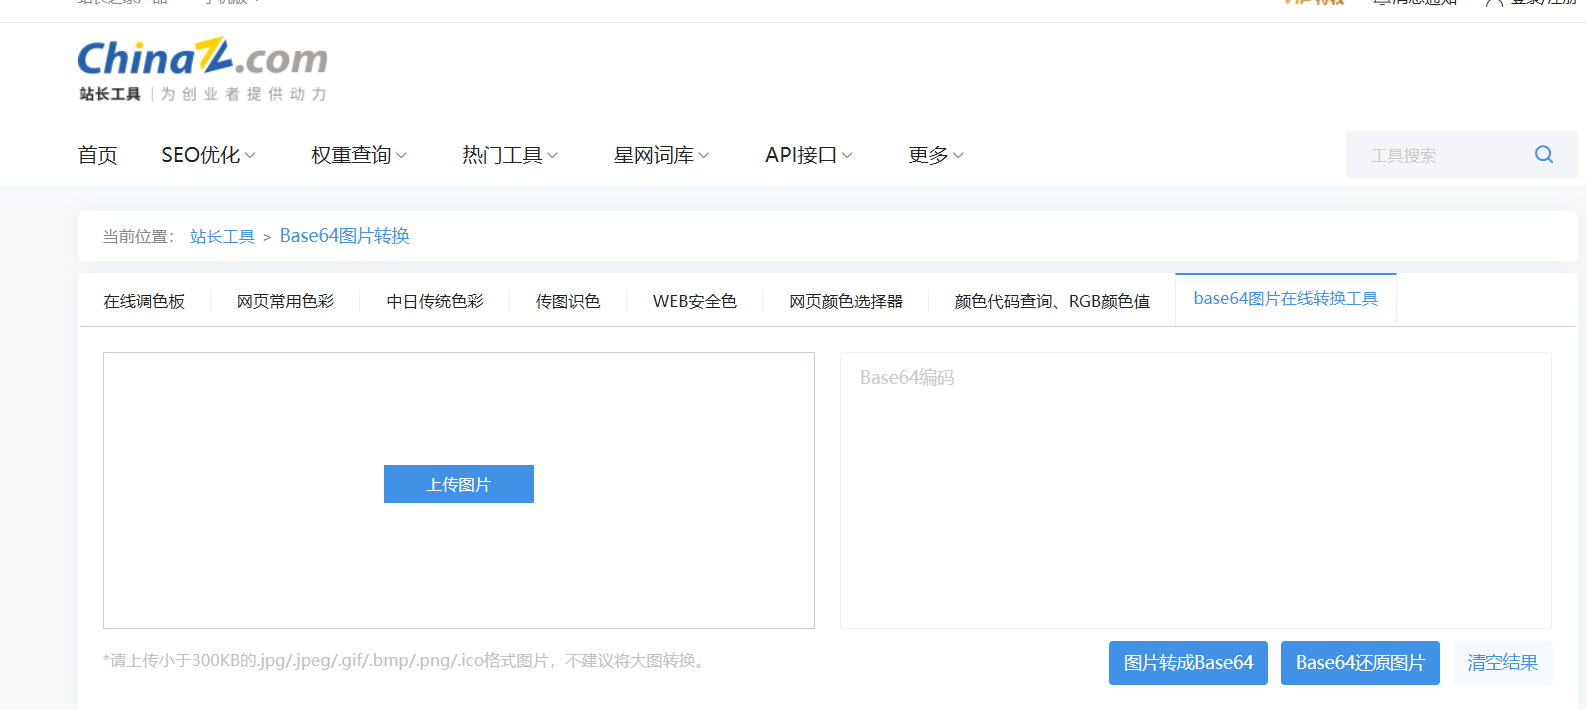 消息通知
ChinaZ.com
站长工具 | 为创业者提供动力
首页 SEO优化 权重查询 热门工具 星网词库 API接口 更多 工具搜索
当前位置: 站长工具 > Base64图片转换
在线调色板 网页常用色彩 中日传统色彩 传图识色 WEB安全色 网页颜色选择器 颜色代码查询、RGB颜色值 base64图片在线转换工具
Base64编码
上传图片
*请上传小于300KB的.jpg/.jpeg/.gif/.bmp/.png/.ico格式图片，不建议将大图转换。
图片转成Base64 Base64还原图片 清空结果